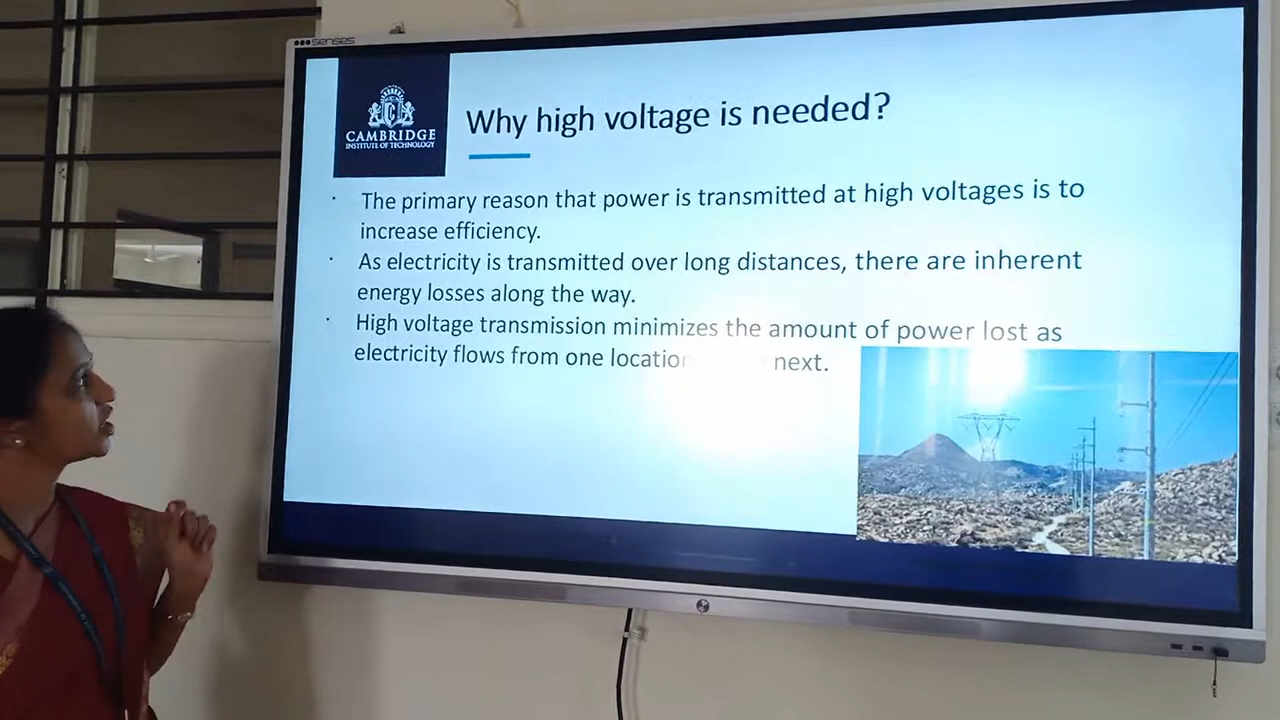 senses
CAMBRIDGE
INSTITUTE OF TECHNOLOGY
Why high voltage is needed?
· The primary reason that power is transmitted at high voltages is to
increase efficiency.
· As electricity is transmitted over long distances, there are inherent
energy losses along the way.
· High voltage transmission minimizes the amount of power lost as
electricity flows from one location next.